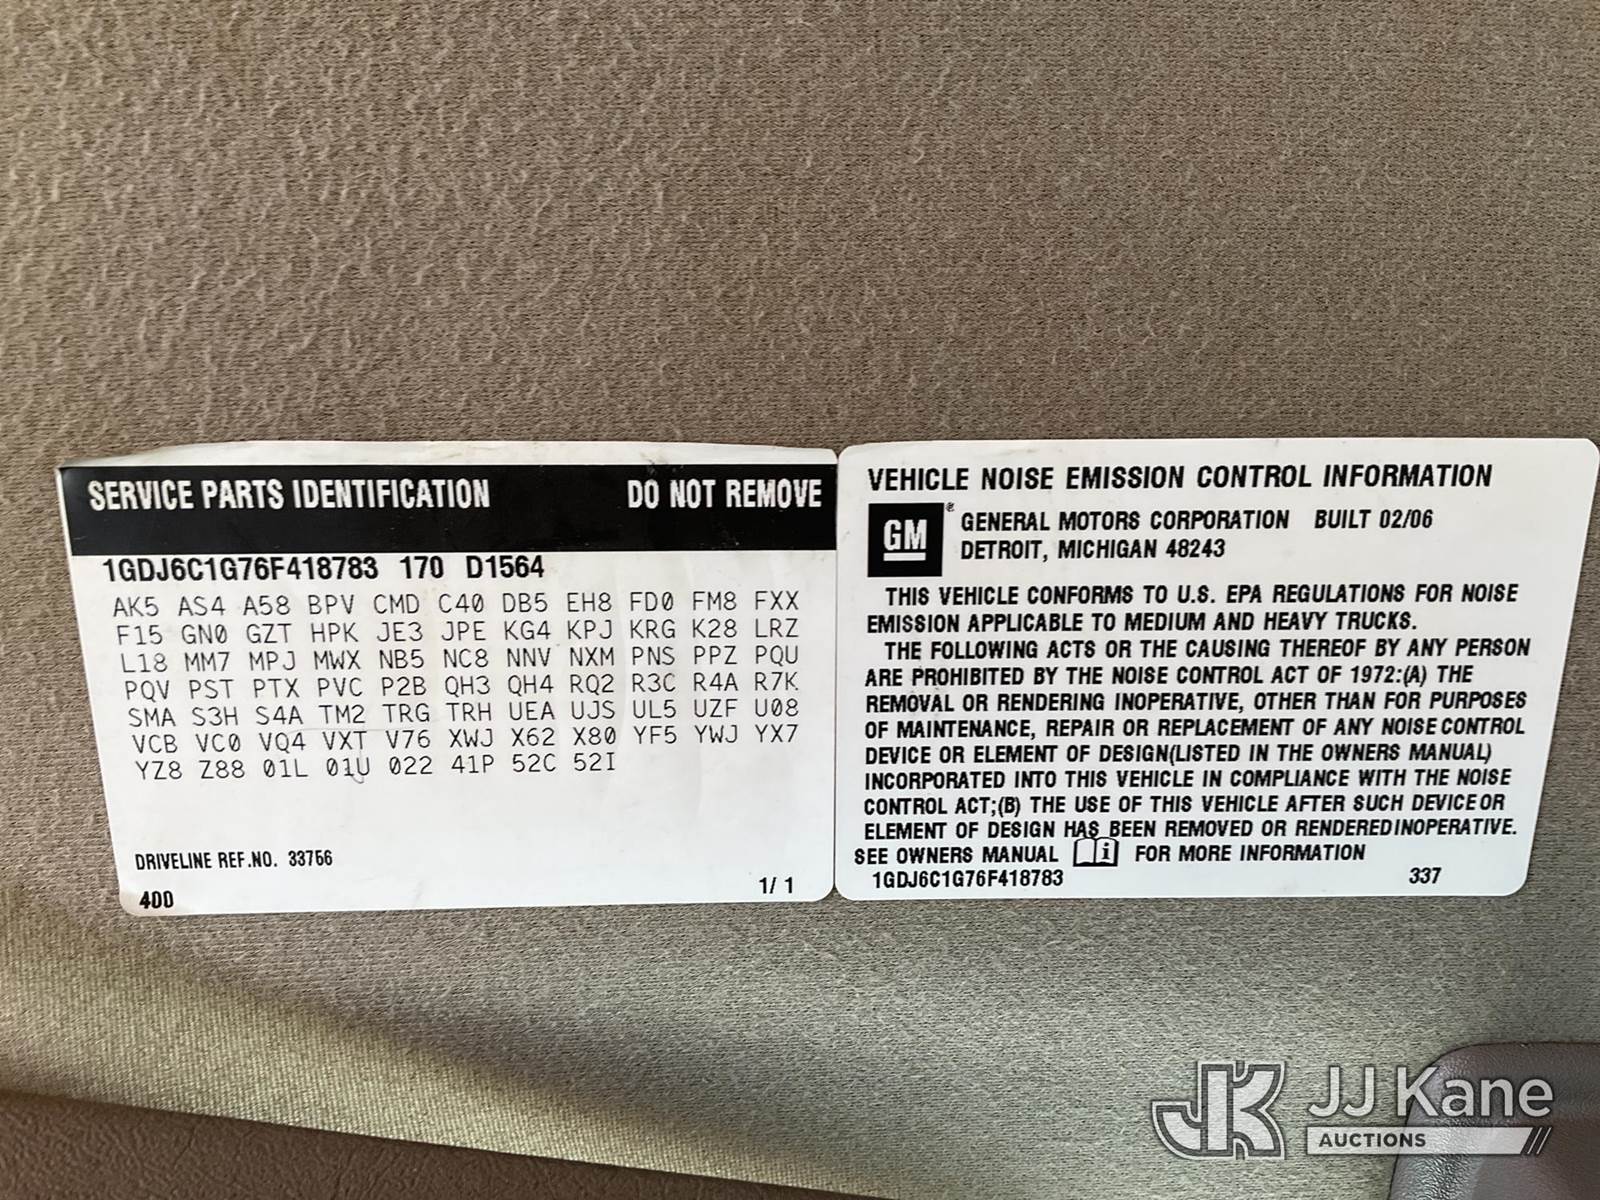 SERVICE PARTS IDENTIFICATION DO NOT REMOVE
1GDJ6C1G76F418783 170 D1564
AK5 AS4 A58 BPV CMD C40 DB5 EH8 FD0 FM8 FXX
F15 GN0 GZT HPK JE3 JPE KG4 KPJ KRG K28 LRZ
L18 MM7 MPJ MWX NB5 NC8 NNV NXM PNS PPZ PQU
PQV PST PTX PVC P2B QH3 QH4 RQ2 R3C R4A R7K
SMA S3H S4A TM2 TRG TRH UEA UJS UL5 UZF U08
VCB VC0 VQ4 VXT V76 XWJ X62 X80 YF5 YWJ YX7
YZ8 Z88 01L 01U 022 41P 52C 52I
DRIVELINE REF.NO. 33766
400 1/ 1
VEHICLE NOISE EMISSION CONTROL INFORMATION
GM ® GENERAL MOTORS CORPORATION BUILT 02/06
DETROIT, MICHIGAN 48243
THIS VEHICLE CONFORMS TO U.S. EPA REGULATIONS FOR NOISE
EMISSION APPLICABLE TO MEDIUM AND HEAVY TRUCKS.
THE FOLLOWING ACTS OR THE CAUSING THEREOF BY ANY PERSON
ARE PROHIBITED BY THE NOISE CONTROL ACT OF 1972:(A) THE
REMOVAL OR RENDERING INOPERATIVE, OTHER THAN FOR PURPOSES
OF MAINTENANCE, REPAIR OR REPLACEMENT OF ANY NOISE CONTROL
DEVICE OR ELEMENT OF DESIGN(LISTED IN THE OWNERS MANUAL)
INCORPORATED INTO THIS VEHICLE IN COMPLIANCE WITH THE NOISE
CONTROL ACT;(B) THE USE OF THIS VEHICLE AFTER SUCH DEVICE OR
ELEMENT OF DESIGN HAS BEEN REMOVED OR RENDERED INOPERATIVE.
SEE OWNERS MANUAL i FOR MORE INFORMATION
1GDJ6C1G76F418783 337
JK JJ Kane
AUCTIONS